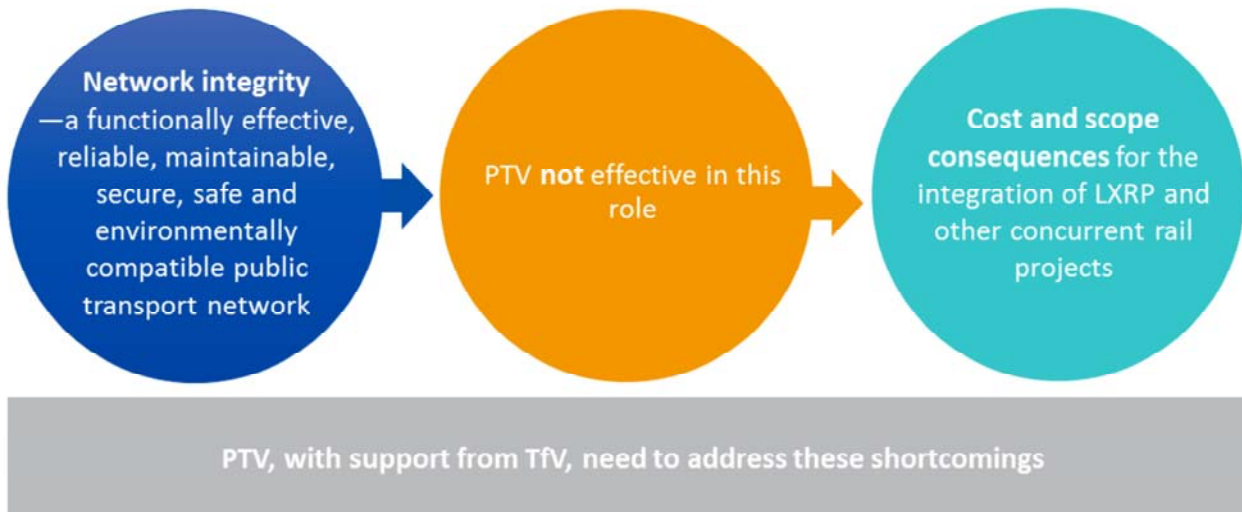 Network integrity
—a functionally effective,
reliable, maintainable,
secure, safe and
environmentally
compatible public
transport network
PTV not effective in this
role
Cost and scope
consequences for the
integration of LXRP and
other concurrent rail
projects
PTV, with support from TfV, need to address these shortcomings